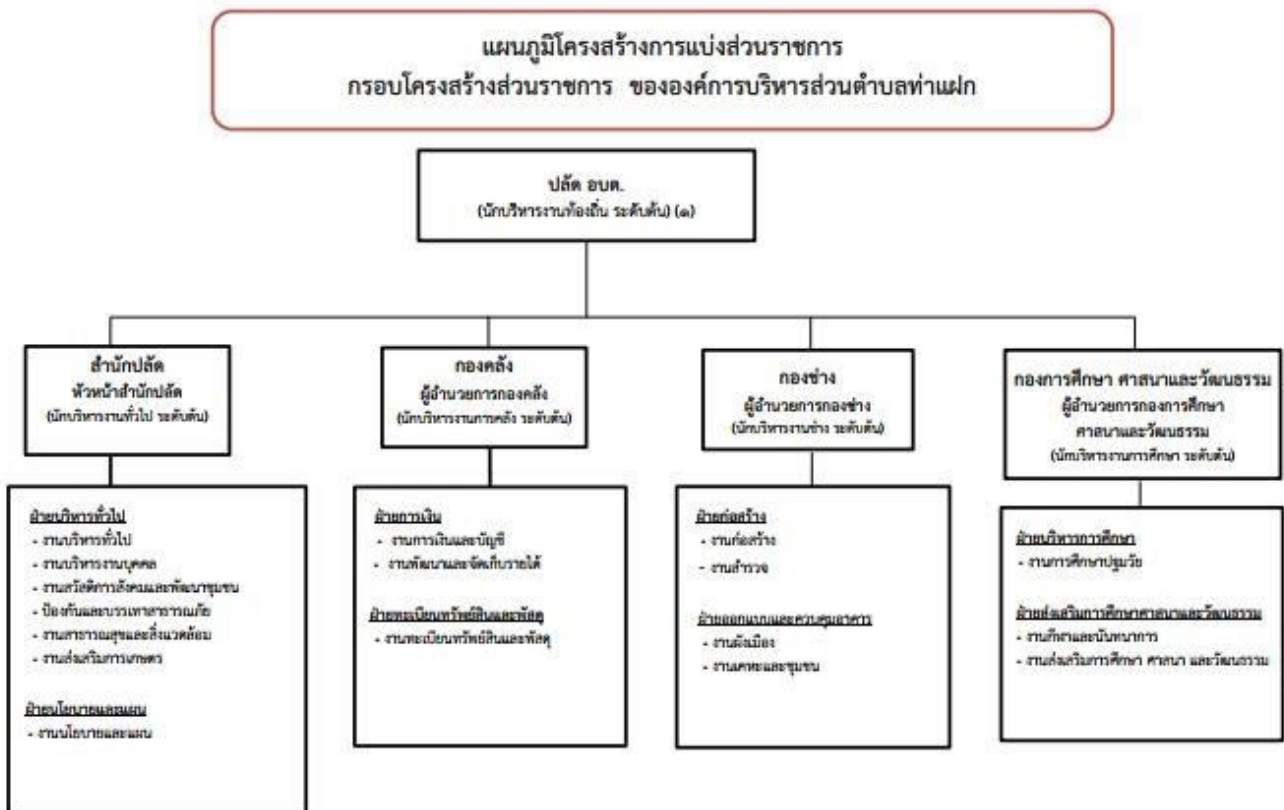 แผนภูมิโครงสร้างการแบ่งส่วนราชการ
กรอบโครงสร้างส่วนราชการ ขององค์การบริหารส่วนตำบลท่าแฝก
ปลัด อบต.
(นักบริหารงานท้องถิ่น ระดับต้น) (๑)
สำนักปลัด
หัวหน้าสำนักปลัด
(นักบริหารงานทั่วไป ระดับต้น)
ฝ่ายบริหารทั่วไป
- งานบริหารทั่วไป
- งานบริหารงานบุคคล
- งานสวัสดิการสังคมและพัฒนาชุมชน
- ป้องกันและบรรเทาสาธารณภัย
- งานสาธารณสุขและสิ่งแวดล้อม
- งานส่งเสริมการเกษตร
ฝ่ายนโยบายและแผน
- งานนโยบายและแผน
กองคลัง
ผู้อำนวยการกองคลัง
(นักบริหารงานการคลัง ระดับต้น)
ฝ่ายการเงิน
- งานการเงินและบัญชี
- งานพัฒนาและจัดเก็บรายได้
ฝ่ายทะเบียนทรัพย์สินและพัสดุ
- งานทะเบียนทรัพย์สินและพัสดุ
กองช่าง
ผู้อำนวยการกองช่าง
(นักบริหารงานช่าง ระดับต้น)
ฝ่ายก่อสร้าง
- งานก่อสร้าง
- งานสำรวจ
ฝ่ายออกแบบและควบคุมอาคาร
- งานผังเมือง
- งานเคหะและชุมชน
กองการศึกษา ศาสนาและวัฒนธรรม
ผู้อำนวยการกองการศึกษา
ศาสนาและวัฒนธรรม
(นักบริหารงานการศึกษา ระดับต้น)
ฝ่ายบริหารการศึกษา
- งานการศึกษาปฐมวัย
ฝ่ายส่งเสริมการศึกษาศาสนาและวัฒนธรรม
- งานกีฬาและนันทนาการ
- งานส่งเสริมการศึกษา ศาสนา และวัฒนธรรม